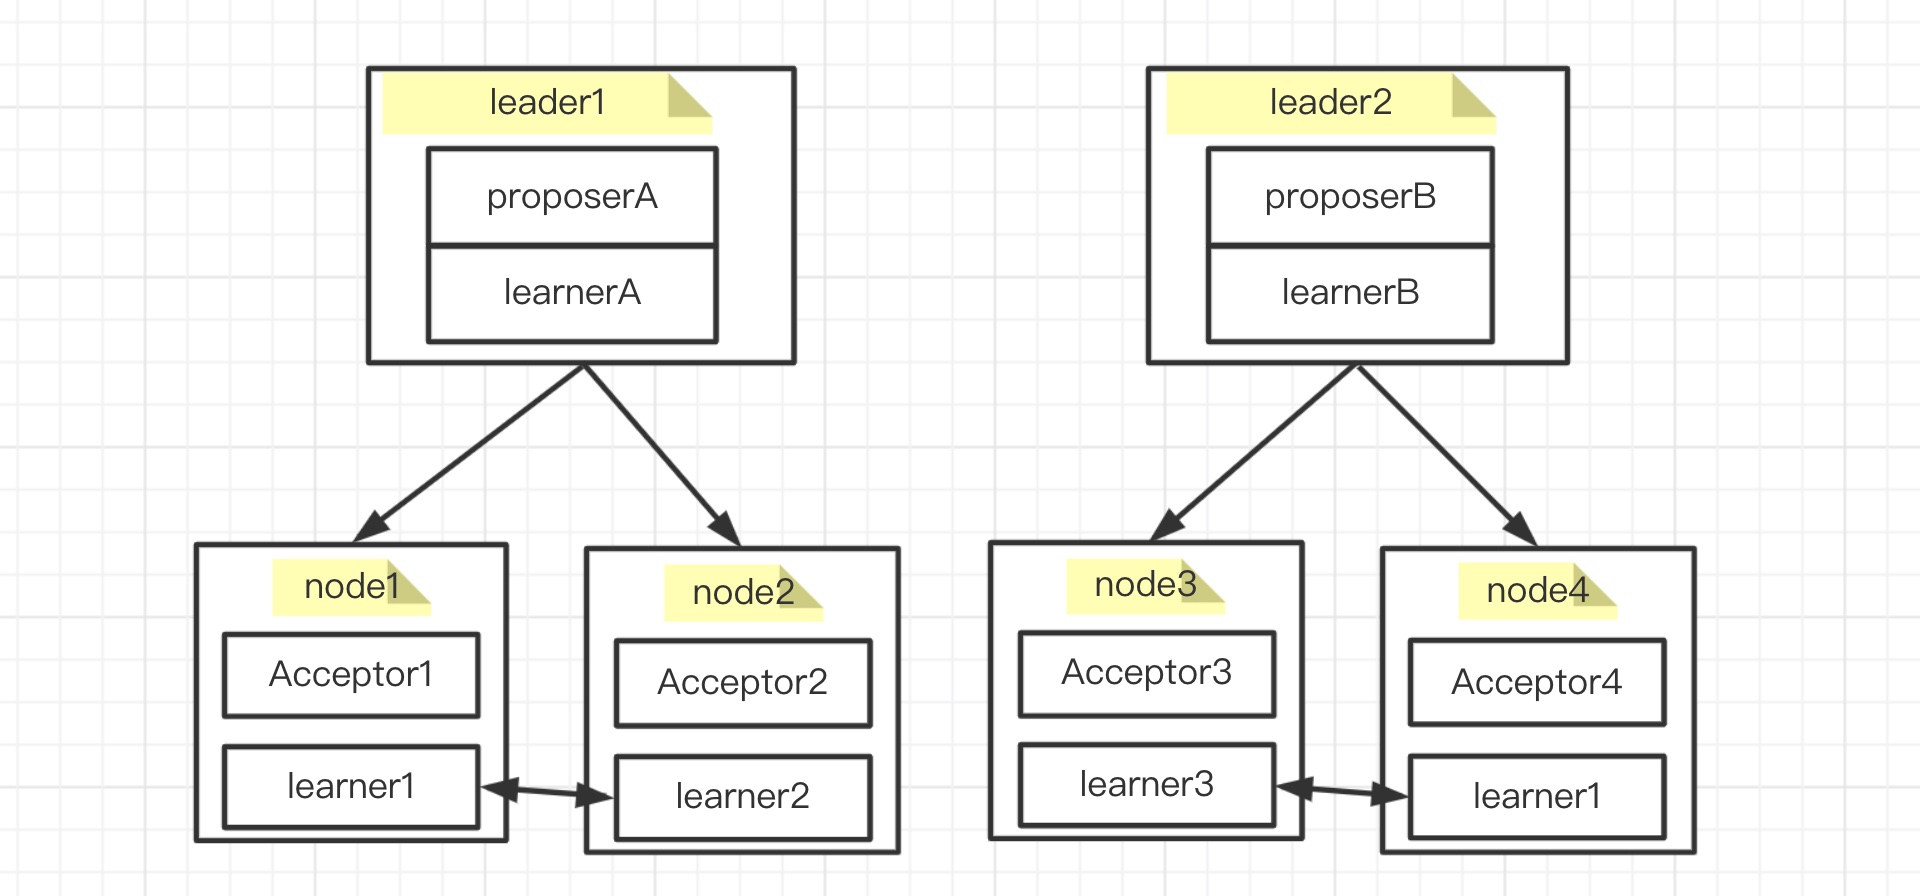 leader1
proposerA
learnerA
leader2
proposerB
learnerB
node1
Acceptor1
learner1
node2
Acceptor2
learner2
node3
Acceptor3
learner3
node4
Acceptor4
learner1